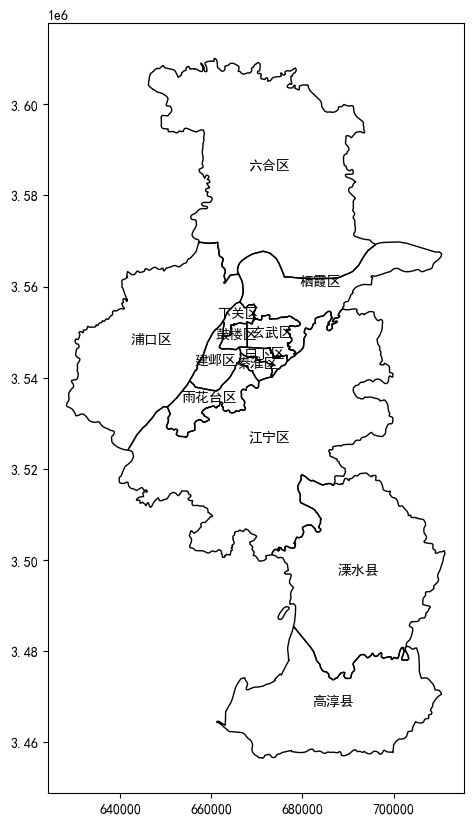 1e6
3.60
六合区
3.58
3.56
栖霞区
下关区
鼓楼区
玄武区
浦口区
白下区
建邺区
秦淮区
3.54
雨花台区
江宁区
3.52
3.50
溧水县
3.48
高淳县
3.46
640000
660000
680000
700000